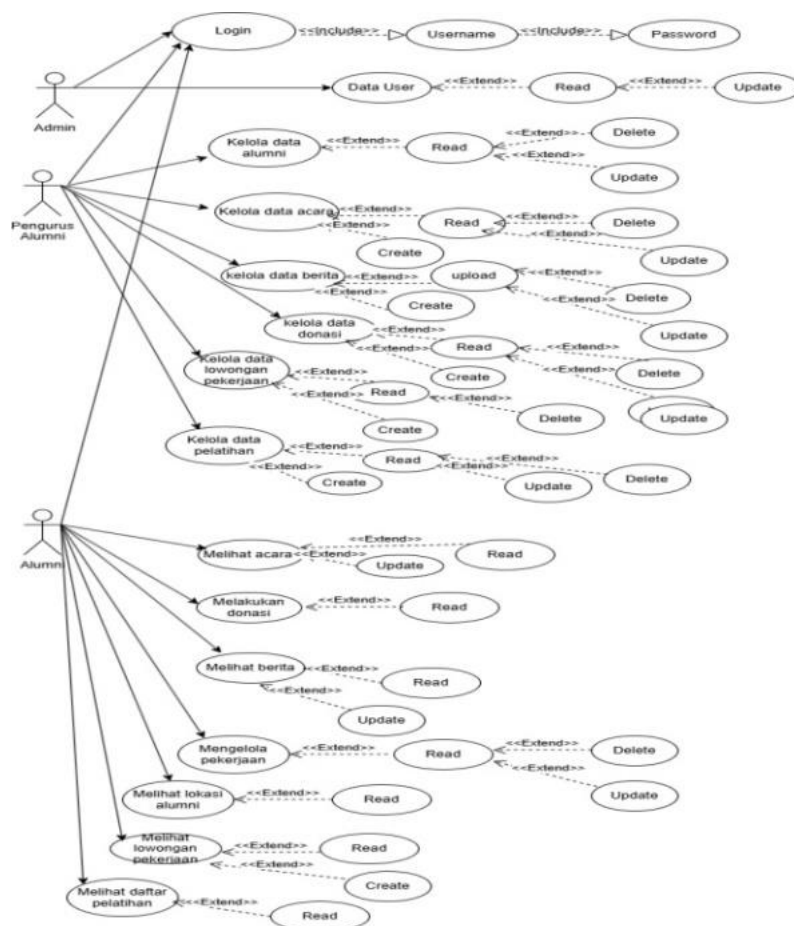 Login
<<Include>>
Username
<<Include>>
Password
Admin
Data User
<<Extend>>
Read
<<Extend>>
Update
Kelola data
alumni
<<Extend>>
Read
<<Extend>>
Delete
<<Extend>>
Update
Pengurus
Alumni
Kelola data acara
<<Extend>>
Read
<<Extend>>
Delete
<<Extend>>
Create
<<Extend>>
Update
kelola data berita
<<Extend>>
upload
<<Extend>>
Delete
<<Extend>>
Create
<<Extend>>
Update
kelola data
donasi
<<Extend>>
Read
<<Extend>>
Delete
<<Extend>>
Create
<<Extend>>
Update
Kelola data
lowongan
pekerjaan
<<Extend>>
Read
<<Extend>>
Delete
<<Extend>>
Create
Kelola data
pelatihan
<<Extend>>
Read
<<Extend>>
Delete
<<Extend>>
Create
<<Extend>>
Update
Alumni
Melihat acara
<<Extend>>
Read
<<Extend>>
Update
Melakukan
donasi
<<Extend>>
Read
Melihat berita
<<Extend>>
Read
<<Extend>>
Update
Mengelola
pekerjaan
<<Extend>>
Read
<<Extend>>
Delete
<<Extend>>
Update
Melihat lokasi
alumni
<<Extend>>
Read
Melihat
lowongan
pekerjaan
<<Extend>>
Read
<<Extend>>
Create
Melihat daftar
pelatihan
<<Extend>>
Read